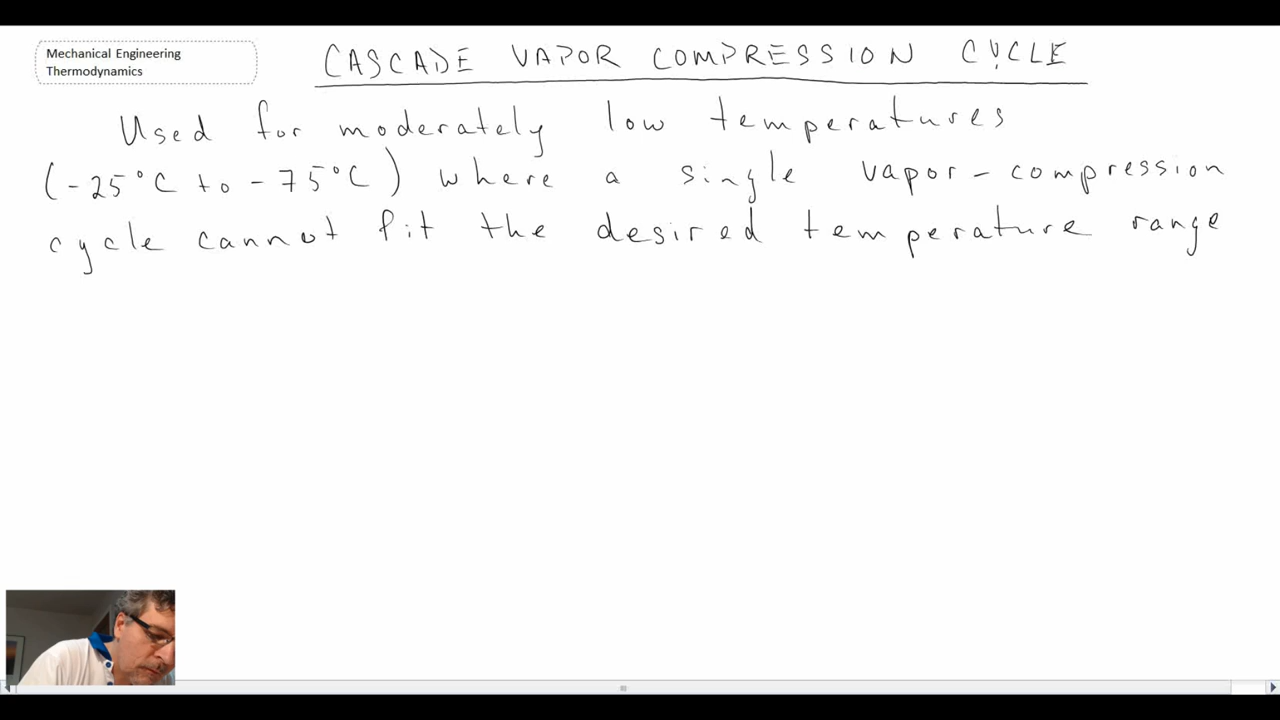 Mechanical Engineering
Thermodynamics
CASCADE VAPOR COMPRESSION CYCLE
Used for moderately low temperatures
(-25°C to -75°C) where a single vapor-compression
cycle cannot fit the desired temperature range